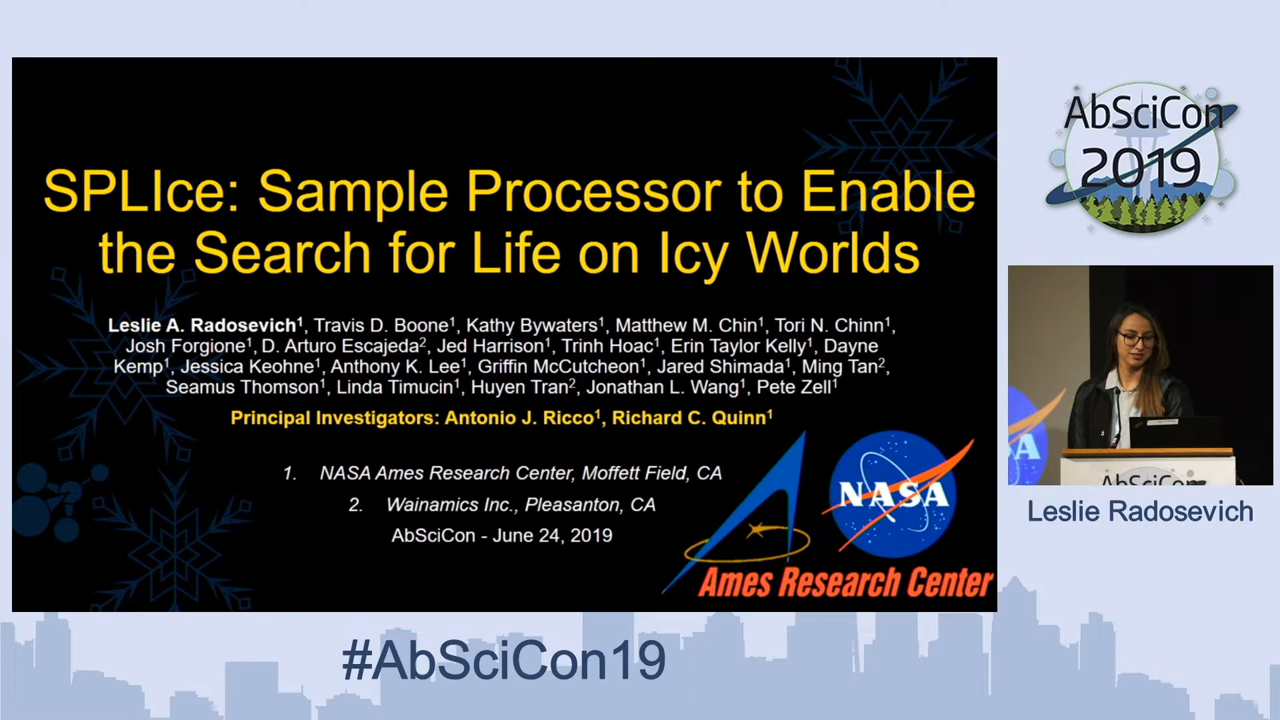 SPLIce: Sample Processor to Enable
the Search for Life on Icy Worlds
Leslie A. Radosevich¹, Travis D. Boone¹, Kathy Bywaters¹, Matthew M. Chin¹, Tori N. Chinn¹,
Josh Forgione¹, D. Arturo Escajeda², Jed Harrison¹, Trinh Hoac¹, Erin Taylor Kelly¹, Dayne
Kemp¹, Jessica Keohne¹, Anthony K. Lee¹, Griffin McCutcheon¹, Jared Shimada¹, Ming Tan²,
Seamus Thomson¹, Linda Timucin¹, Huyen Tran², Jonathan L. Wang¹, Pete Zell¹
Principal Investigators: Antonio J. Ricco¹, Richard C. Quinn¹
1. NASA Ames Research Center, Moffett Field, CA
2. Wainamics Inc., Pleasanton, CA
AbSciCon - June 24, 2019
NASA
Ames Research Center
AbSciCon
2019
AbSciCon
Leslie Radosevich
#AbSciCon19